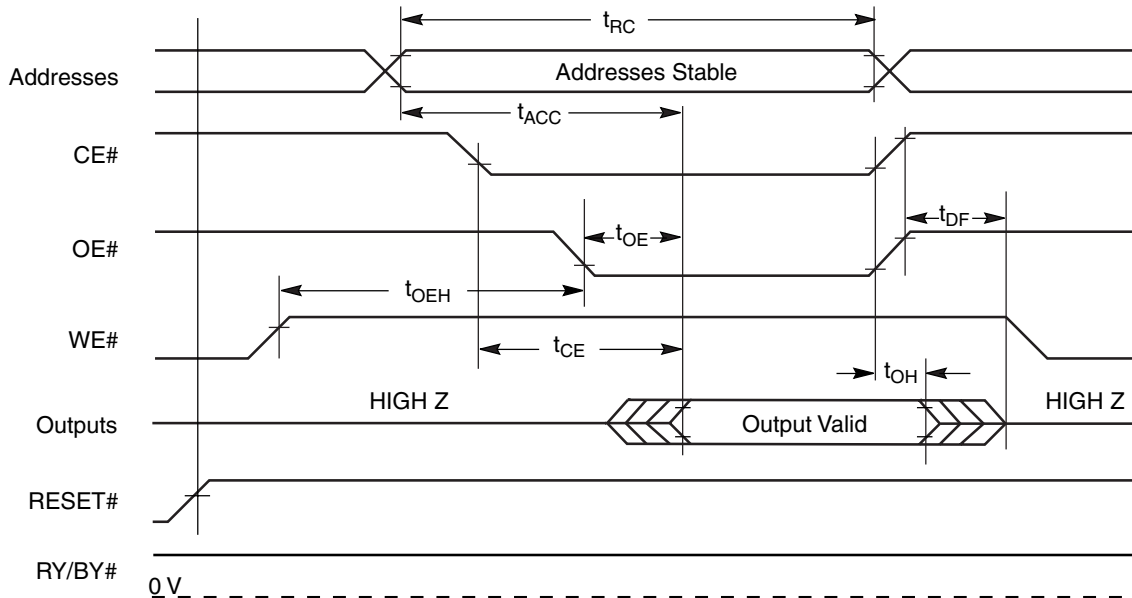 tRC
Addresses
Addresses Stable
tACC
CE#
tDF
OE#
tOE
tOEH
WE#
tCE
tOH
HIGH Z
HIGH Z
Outputs
Output Valid
RESET#
RY/BY#
0 V